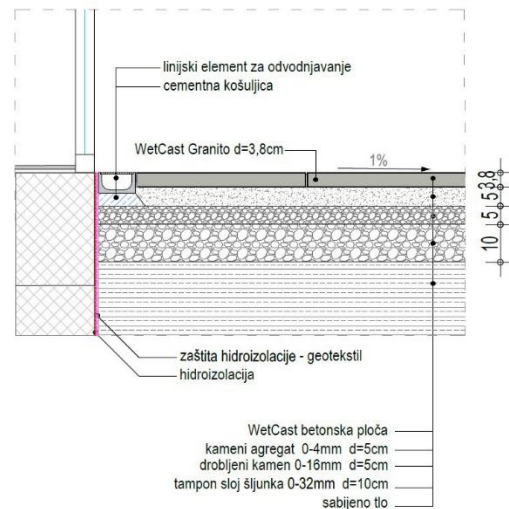 linijski element za odvodnjavanje
cementna košuljica
WetCast Granito d=3,8cm
1%
3,8
5
5
10
zaštita hidroizolacije - geotekstil
hidroizolacija
WetCast betonska ploča
kameni agregat 0-4mm d=5cm
drobljeni kamen 0-16mm d=5cm
tampon sloj šljunka 0-32mm d=10cm
sabijeno tlo